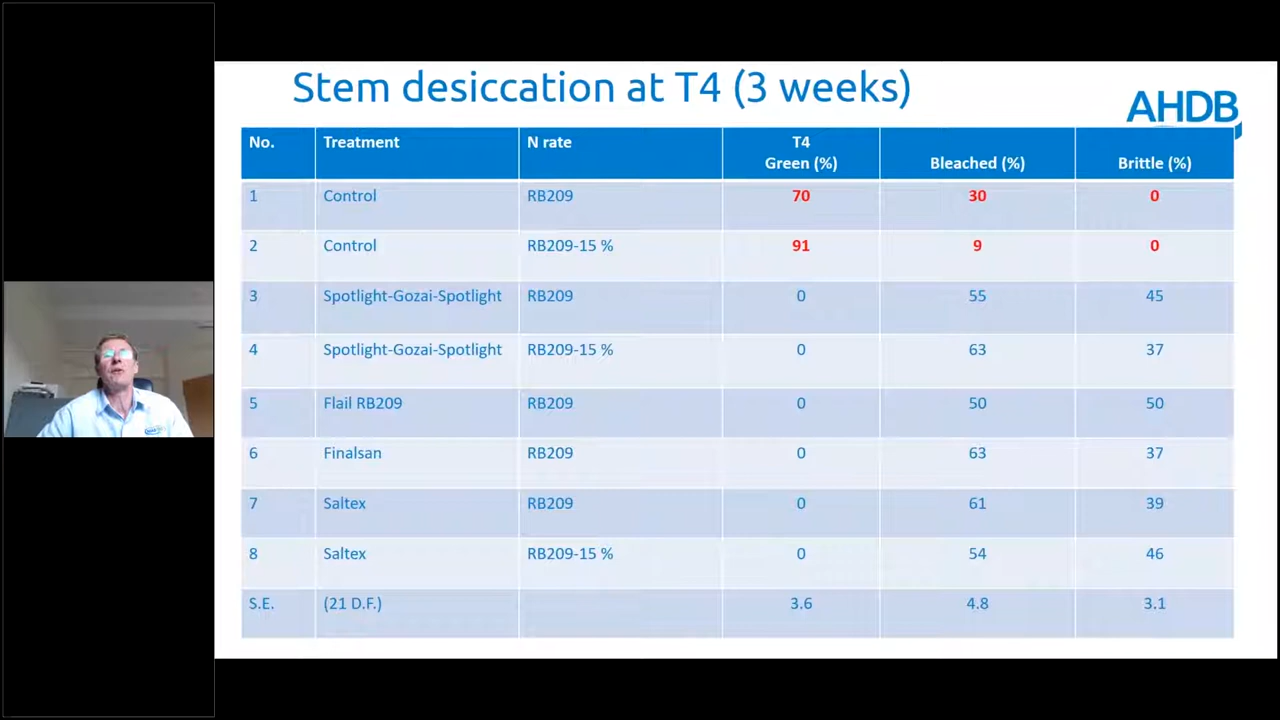 Stem desiccation at T4 (3 weeks)
AHDB
No. Treatment N rate T4 Green (%) Bleached (%) Brittle (%)
1 Control RB209 70 30 0
2 Control RB209-15 % 91 9 0
3 Spotlight-Gozai-Spotlight RB209 0 55 45
4 Spotlight-Gozai-Spotlight RB209-15 % 0 63 37
5 Flail RB209 RB209 0 50 50
6 Finalsan RB209 0 63 37
7 Saltex RB209 0 61 39
8 Saltex RB209-15 % 0 54 46
S.E. (21 D.F.) 3.6 4.8 3.1